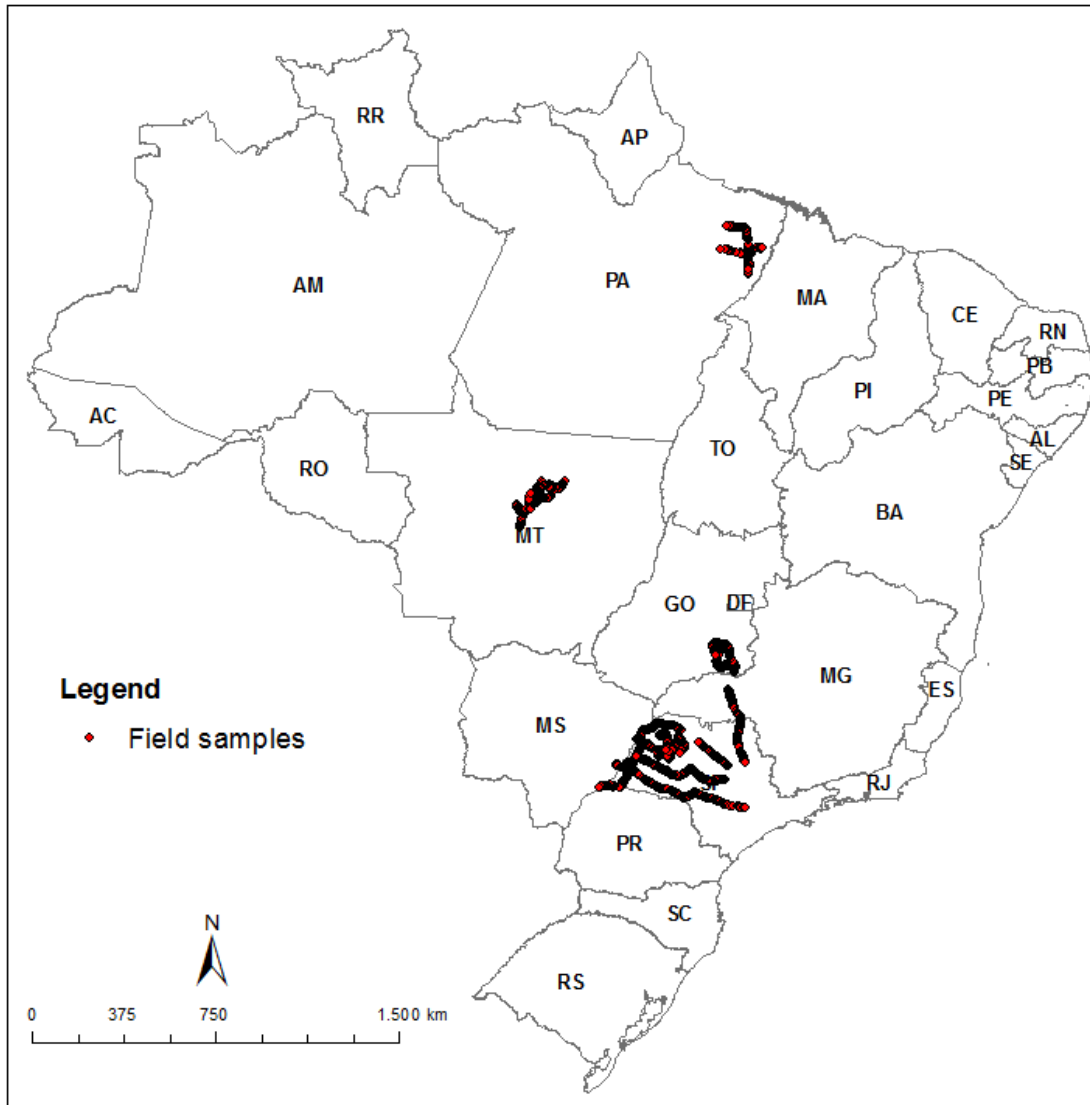 RR
AP
AM
PA
MA
CE
RN
PB
PI
PE
AC
AL
TO
SE
RO
BA
MT
GO
DF
MG
ES
Legend
MS
Field samples
RJ
SP
PR
SC
N
RS
0 375 750 1.500 km